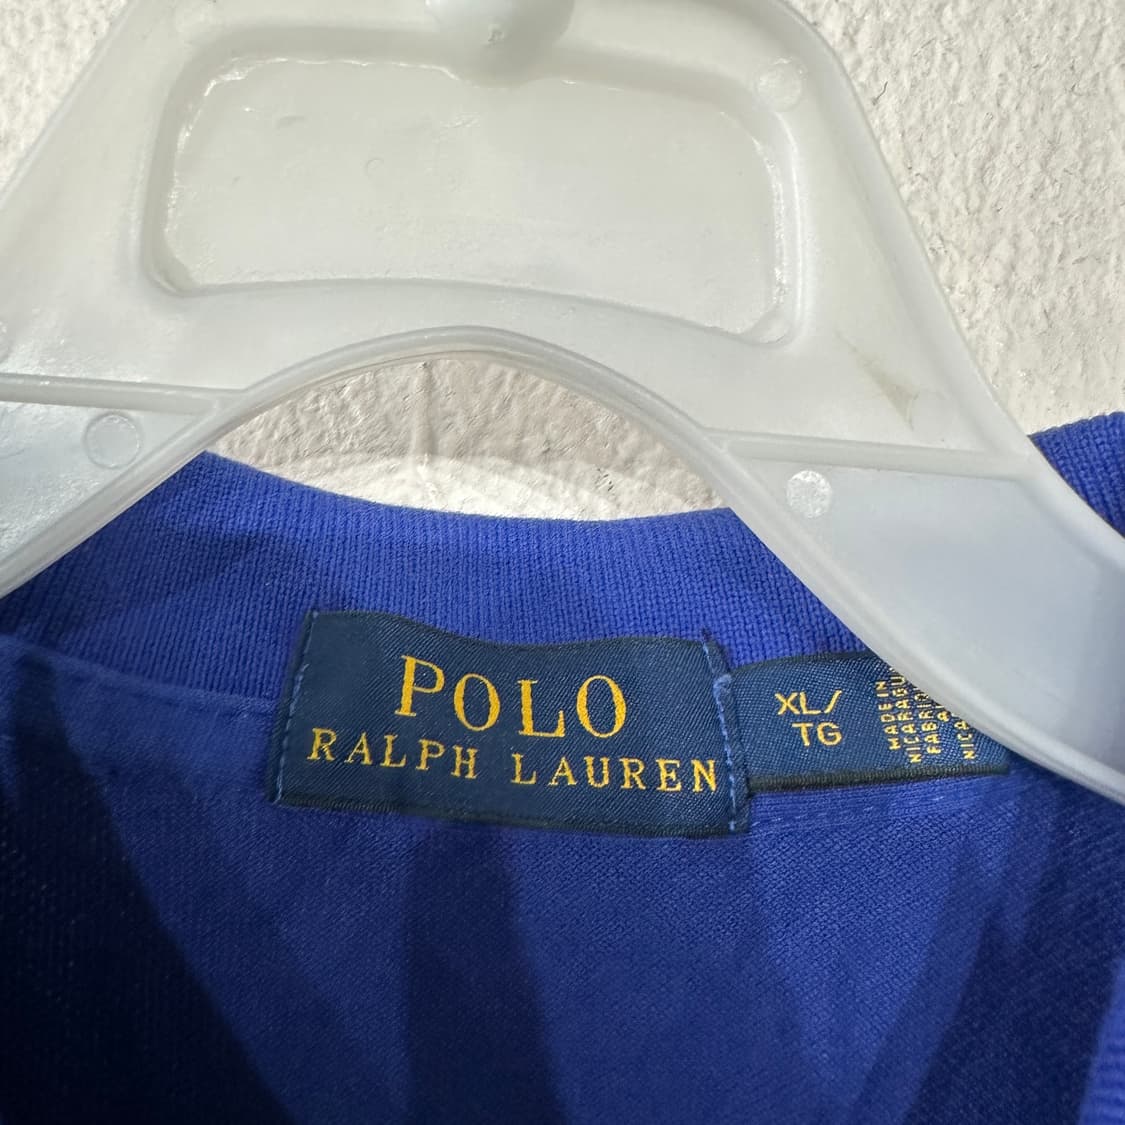 POLO
RALPH LAUREN
XL/
TG
MADE IN